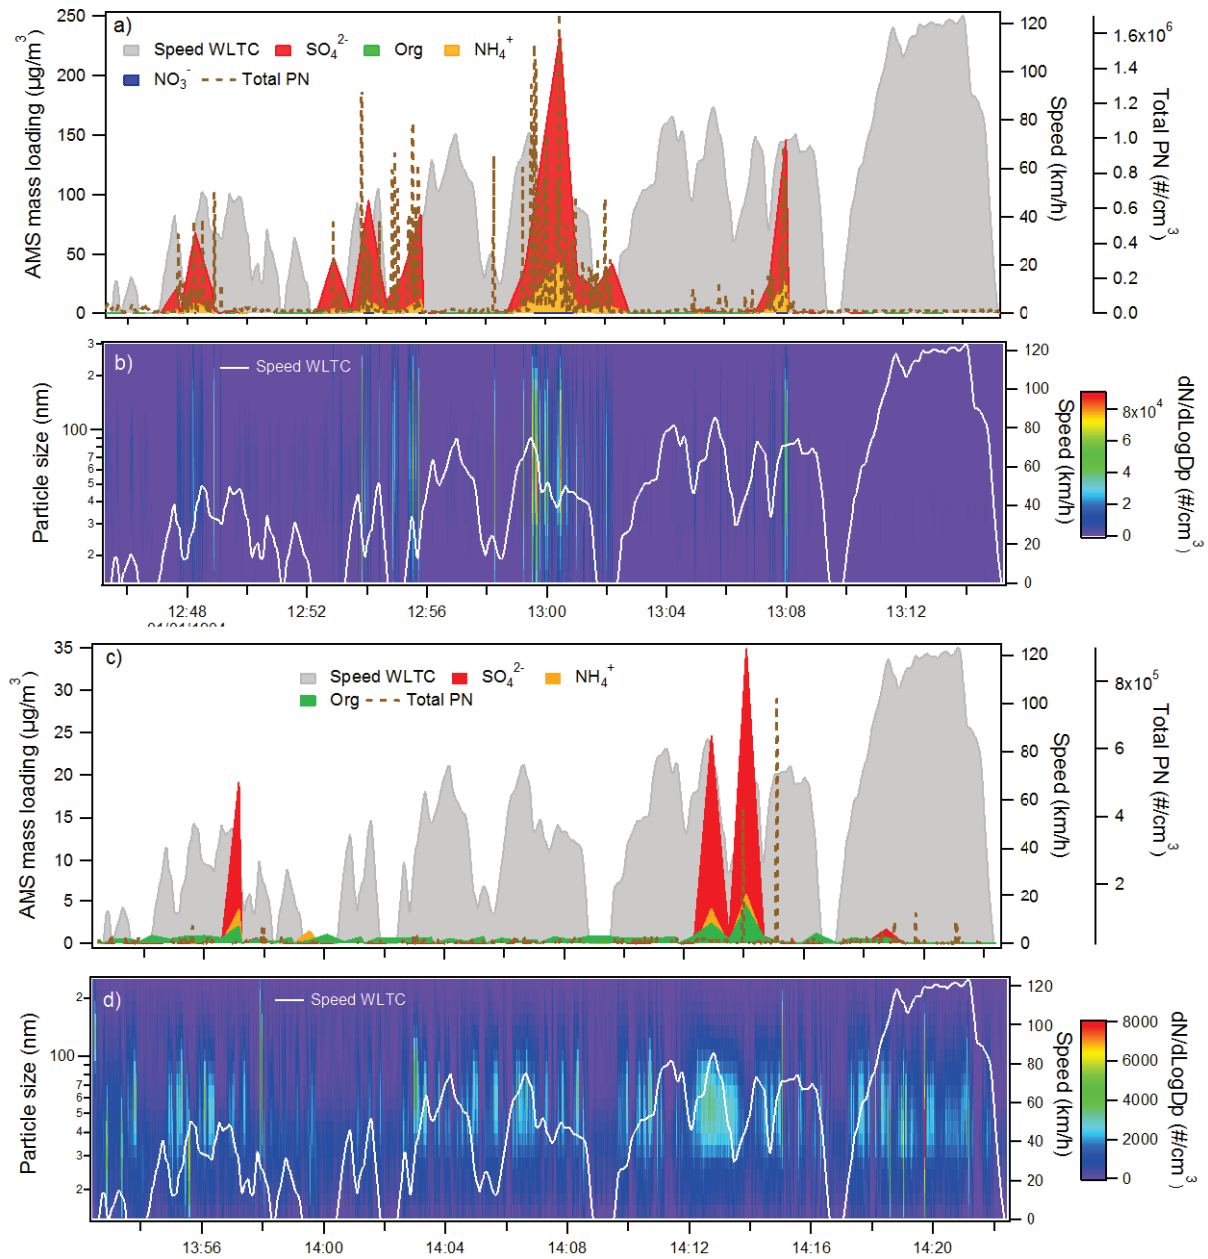 a)
Speed WLTC SO₄²⁻ Org NH₄⁺
NO₃⁻ Total PN
AMS mass loading (µg/m³)
250
200
150
100
50
0
Speed (km/h)
120
100
80
60
40
20
0
Total PN (#/cm³)
1.6x10⁶
1.4
1.2
1.0
0.8
0.6
0.4
0.2
0.0
b)
Speed WLTC
Particle size (nm)
3
2
100
7
6
5
4
3
2
Speed (km/h)
120
100
80
60
40
20
0
dN/dLogDp (#/cm³)
8x10⁴
6
4
2
0
12:48 12:52 12:56 13:00 13:04 13:08 13:12
c)
Speed WLTC SO₄²⁻ NH₄⁺
Org Total PN
AMS mass loading (µg/m³)
35
30
25
20
15
10
5
0
Speed (km/h)
120
100
80
60
40
20
0
Total PN (#/cm³)
8x10⁵
6
4
2
d)
Speed WLTC
Particle size (nm)
2
100
7
6
5
4
3
2
Speed (km/h)
120
100
80
60
40
20
0
dN/dLogDp (#/cm³)
8000
6000
4000
2000
0
13:56 14:00 14:04 14:08 14:12 14:16 14:20